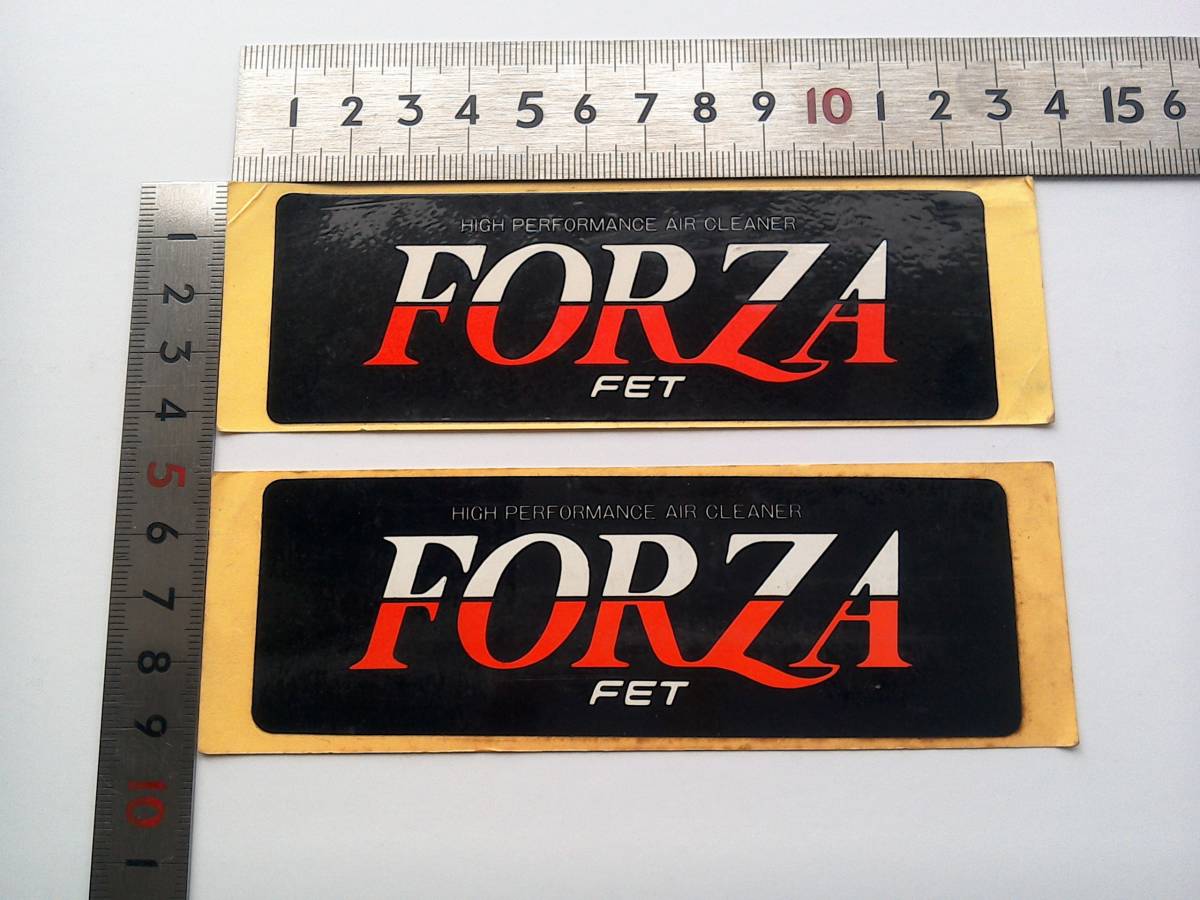 1 2 3 4 5 6 7 8 9 10 1 2 3 4 15 6
1 2 3 4 5 6 7 8 9 10 1
HIGH PERFORMANCE AIR CLEANER
FORZA
FET
HIGH PERFORMANCE AIR CLEANER
FORZA
FET